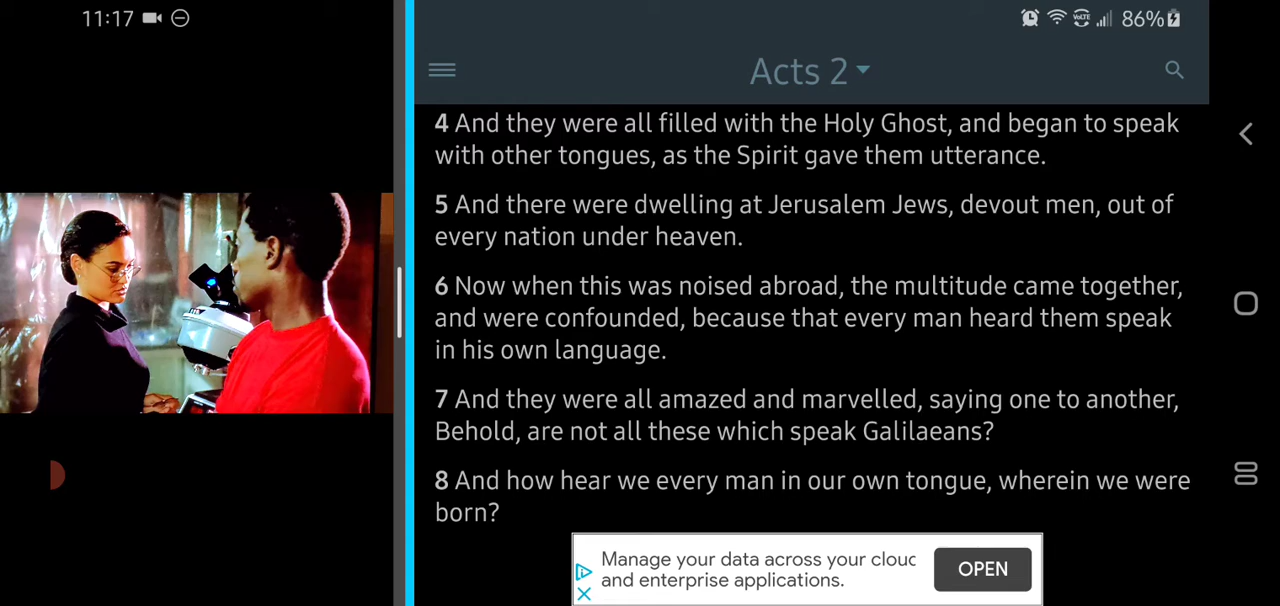 11:17
86%
Acts 2
4 And they were all filled with the Holy Ghost, and began to speak
with other tongues, as the Spirit gave them utterance.
5 And there were dwelling at Jerusalem Jews, devout men, out of
every nation under heaven.
6 Now when this was noised abroad, the multitude came together,
and were confounded, because that every man heard them speak
in his own language.
7 And they were all amazed and marvelled, saying one to another,
Behold, are not all these which speak Galilaeans?
8 And how hear we every man in our own tongue, wherein we were
born?
Manage your data across your cloud
and enterprise applications.
OPEN